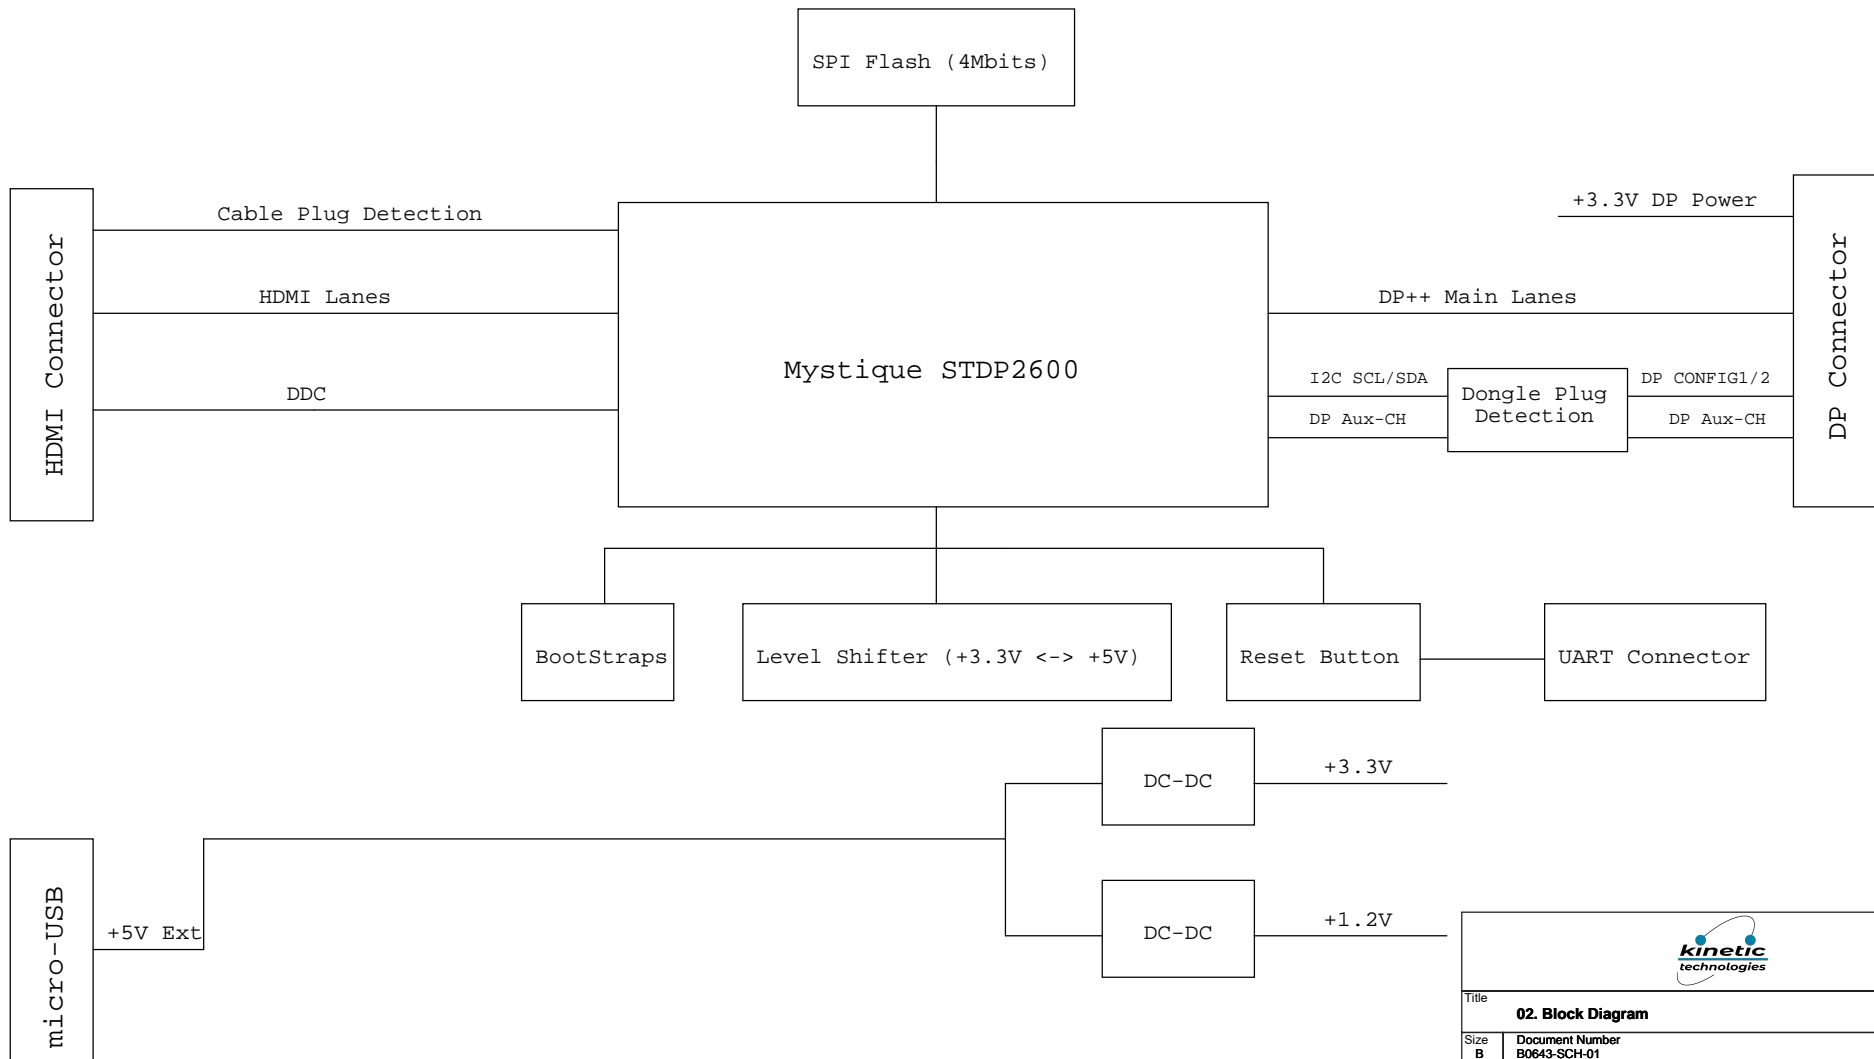 SPI Flash (4Mbits)
HDMI Connector
Cable Plug Detection
HDMI Lanes
DDC
Mystique STDP2600
+3.3V DP Power
DP++ Main Lanes
I2C SCL/SDA
DP Aux-CH
Dongle Plug
Detection
DP CONFIG1/2
DP Aux-CH
DP Connector
BootStraps
Level Shifter (+3.3V <-> +5V)
Reset Button
UART Connector
DC-DC
+3.3V
micro-USB
+5V Ext
DC-DC
+1.2V
kinetic
technologies
Title
02. Block Diagram
Size
B
Document Number
B0643-SCH-01